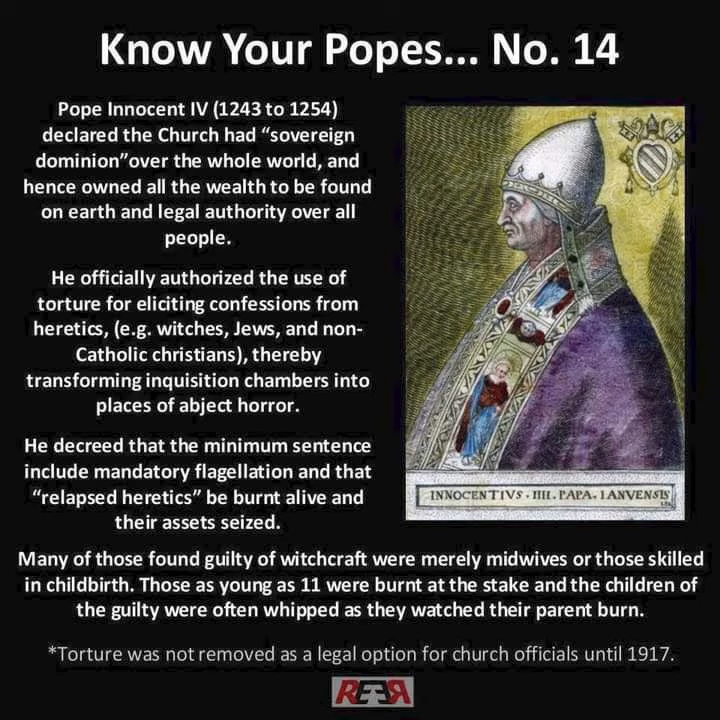 Know Your Popes... No. 14
Pope Innocent IV (1243 to 1254)
declared the Church had “sovereign
dominion”over the whole world, and
hence owned all the wealth to be found
on earth and legal authority over all
people.
He officially authorized the use of
torture for eliciting confessions from
heretics, (e.g. witches, Jews, and non-
Catholic christians), thereby
transforming inquisition chambers into
places of abject horror.
He decreed that the minimum sentence
include mandatory flagellation and that
“relapsed heretics” be burnt alive and
their assets seized.
INNOCENTIVS · IIII. PAPA. IANVENSIS
Many of those found guilty of witchcraft were merely midwives or those skilled
in childbirth. Those as young as 11 were burnt at the stake and the children of
the guilty were often whipped as they watched their parent burn.
*Torture was not removed as a legal option for church officials until 1917.